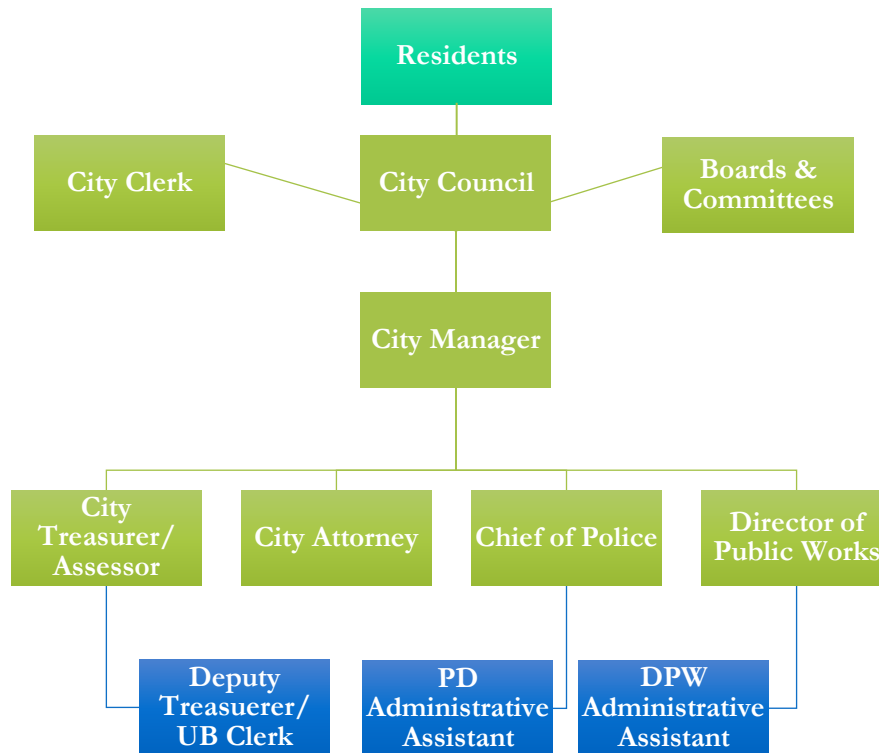 Residents
City Clerk
City Council
Boards &
Committees
City Manager
City
Treasurer/
Assessor
City Attorney
Chief of Police
Director of
Public Works
Deputy
Treasuerer/
UB Clerk
PD
Administrative
Assistant
DPW
Administrative
Assistant